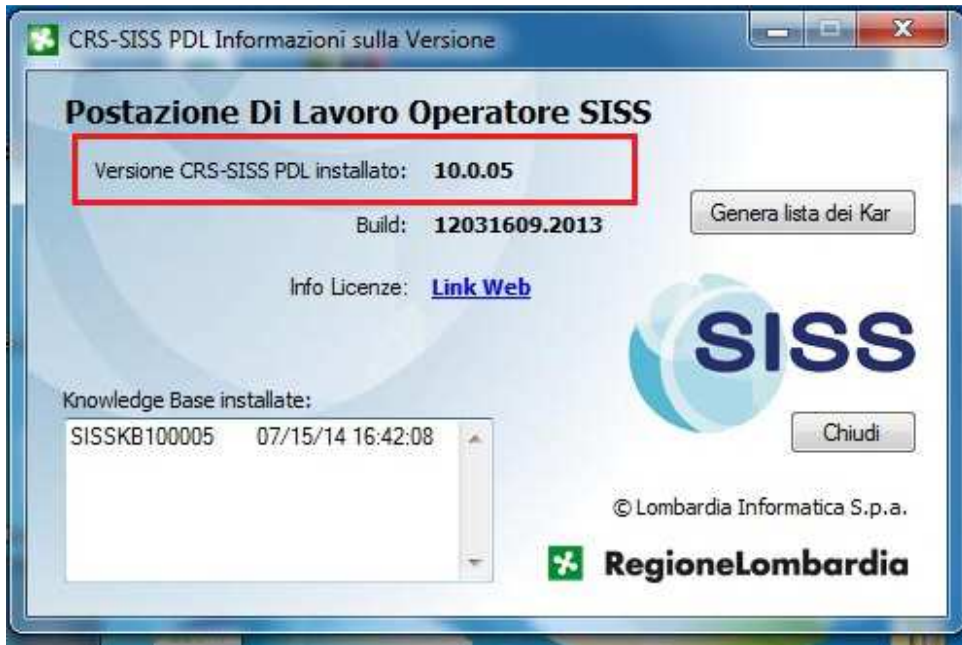 CRS-SISS PDL Informazioni sulla Versione
Postazione Di Lavoro Operatore SISS
Versione CRS-SISS PDL installato: 10.0.05
Build: 12031609.2013
Genera lista dei Kar
Info Licenze: Link Web
SISS
Knowledge Base installate:
SISSKB100005 07/15/14 16:42:08
Chiudi
© Lombardia Informatica S.p.a.
RegioneLombardia